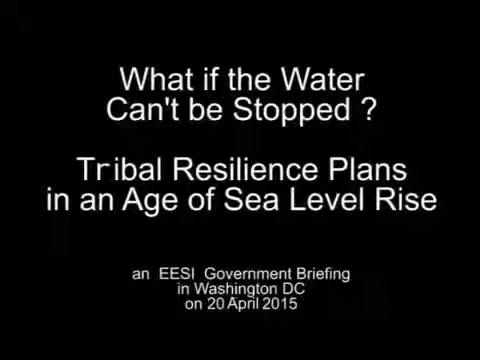 What if the Water
Can't be Stopped ?
Tribal Resilience Plans
in an Age of Sea Level Rise
an EESI Government Briefing
in Washington DC
on 20 April 2015